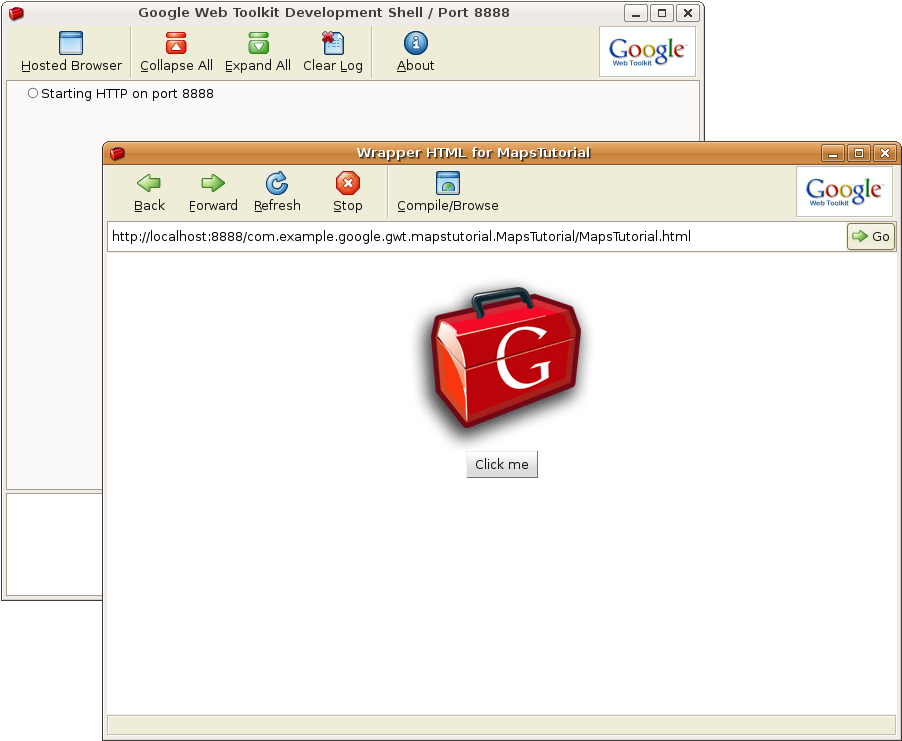 Google Web Toolkit Development Shell / Port 8888
Hosted Browser Collapse All Expand All Clear Log About
Google
Web Toolkit
Starting HTTP on port 8888
Wrapper HTML for MapsTutorial
Back Forward Refresh Stop Compile/Browse
Google
Web Toolkit
http://localhost:8888/com.example.google.gwt.mapstutorial.MapsTutorial/MapsTutorial.html Go
G
Click me